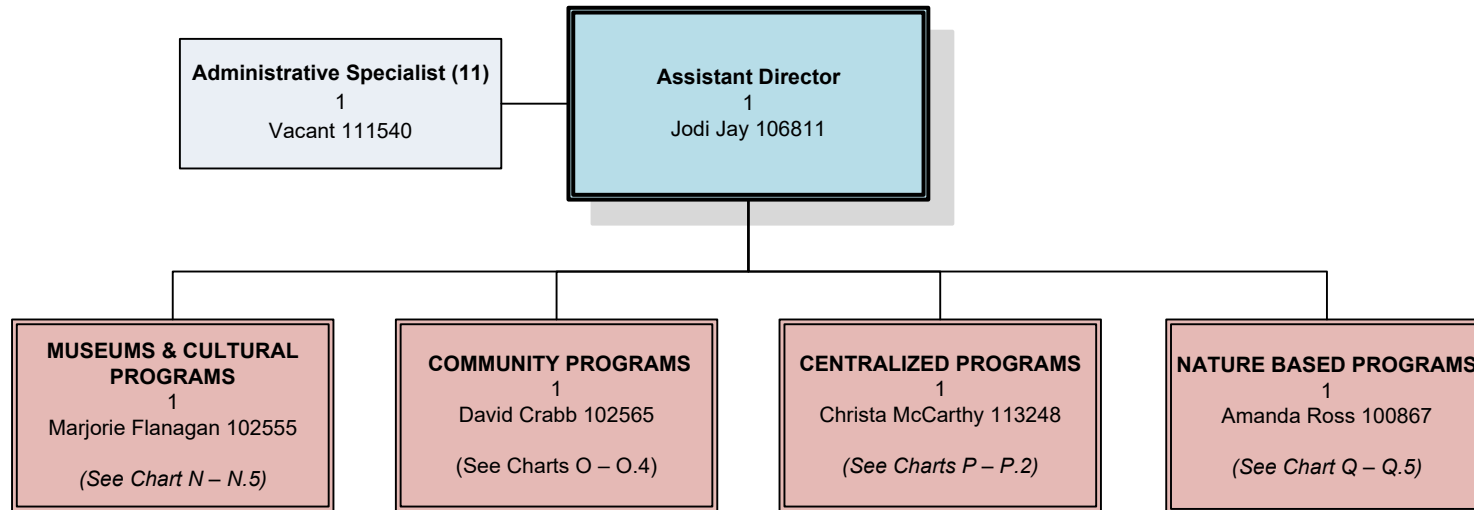 Administrative Specialist (11)
1
Vacant 111540
Assistant Director
1
Jodi Jay 106811
MUSEUMS & CULTURAL
PROGRAMS
1
Marjorie Flanagan 102555
(See Chart N – N.5)
COMMUNITY PROGRAMS
1
David Crabb 102565
(See Charts O – O.4)
CENTRALIZED PROGRAMS
1
Christa McCarthy 113248
(See Charts P – P.2)
NATURE BASED PROGRAMS
1
Amanda Ross 100867
(See Chart Q – Q.5)